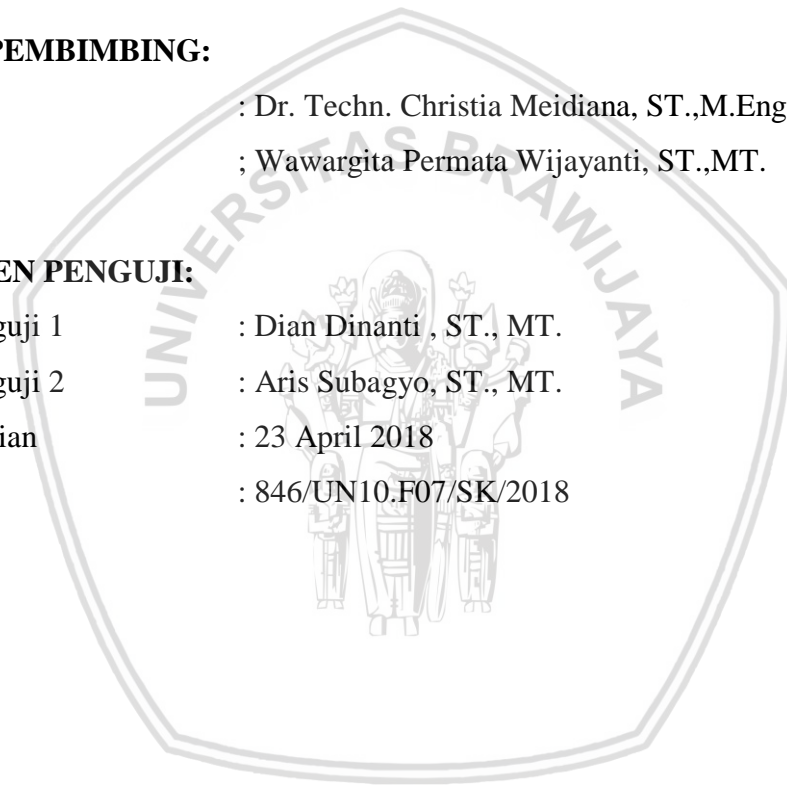 PEMBIMBING:
: Dr. Techn. Christia Meidiana, ST.,M.Eng
; Wawargita Permata Wijayanti, ST.,MT.
EN PENGUJI:
guji 1 : Dian Dinanti , ST., MT.
guji 2 : Aris Subagyo, ST., MT.
ian : 23 April 2018
: 846/UN10.F07/SK/2018
UNIVERSITAS BRAWIJAYA